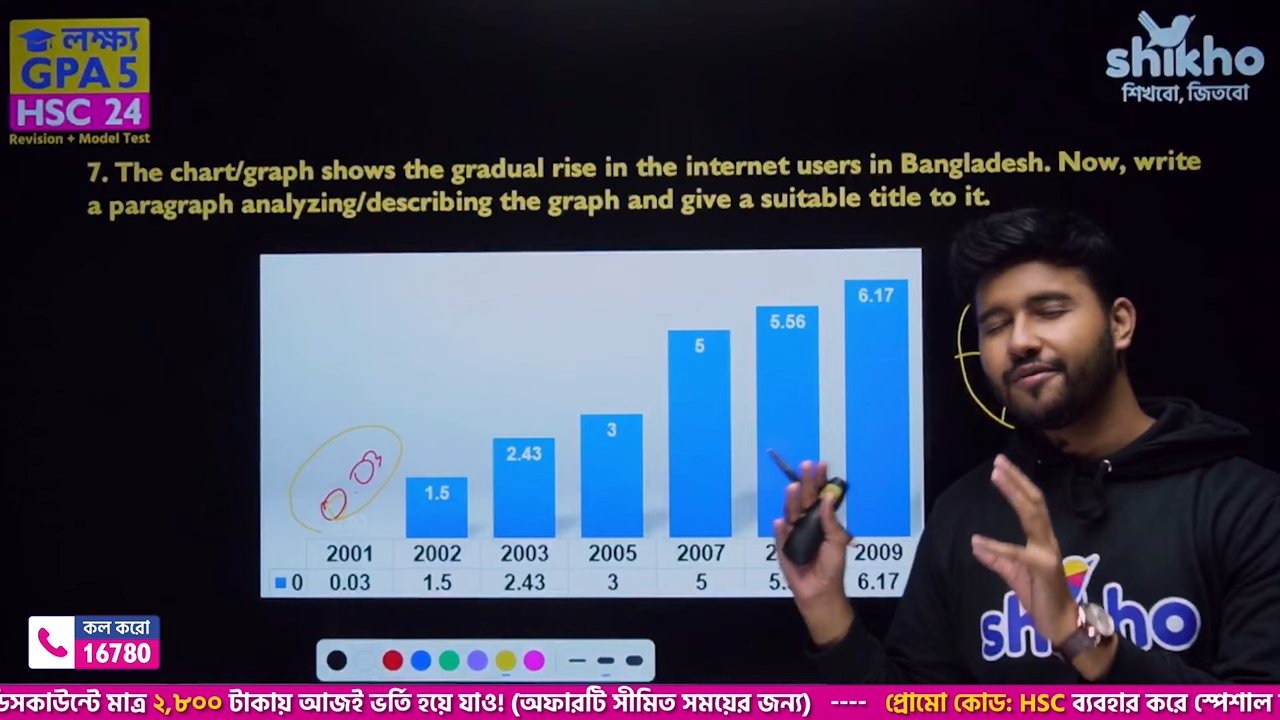 লক্ষ্য
GPA 5
HSC 24
Revision + Model Test
shikho
শিখবো, জিতবো
7. The chart/graph shows the gradual rise in the internet users in Bangladesh. Now, write
a paragraph analyzing/describing the graph and give a suitable title to it.
1.5
2.43
3
5
5.56
6.17
2001 2002 2003 2005 2007 2009
0 0.03 1.5 2.43 3 5 6.17
কল করো
16780
ডিসকাউন্টে মাত্র ২,৮০০ টাকায় আজই ভর্তি হয়ে যাও! (অফারটি সীমিত সময়ের জন্য) ---- প্রোমো কোড: HSC ব্যবহার করে স্পেশাল